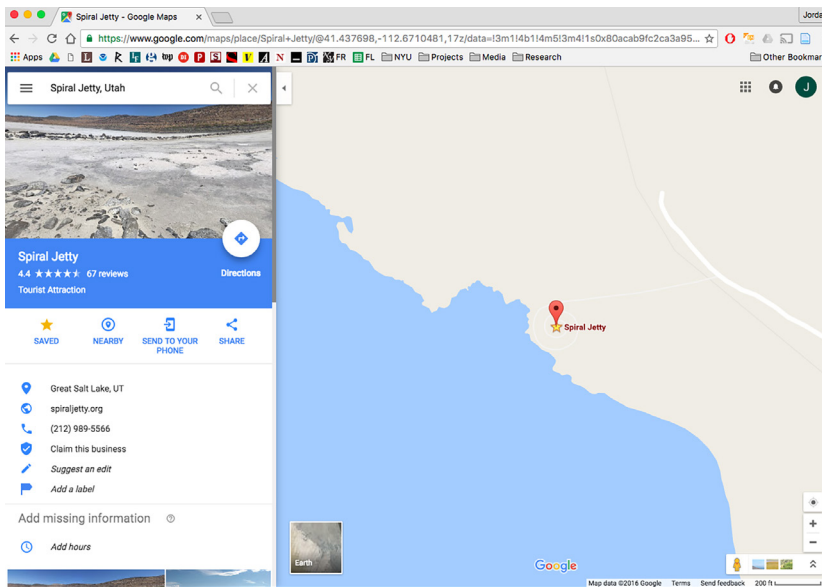 Spiral Jetty - Google Maps
Jorda
https://www.google.com/maps/place/Spiral+Jetty/@41.437698,-112.6710481,17z/data=!3m1!4b1!4m5!3m4!1s0x80acab9fc2ca3a95...
Apps
top
FR
FL
NYU
Projects
Media
Research
Other Bookmar
Spiral Jetty, Utah
J
Spiral Jetty
4.4
67 reviews
Directions
Tourist Attraction
SAVED
NEARBY
SEND TO YOUR
PHONE
SHARE
Great Salt Lake, UT
spiraljetty.org
(212) 989-5566
Claim this business
Suggest an edit
Add a label
Add missing information
Add hours
Spiral Jetty
Earth
Google
Map data ©2016 Google Terms Send feedback 200 ft